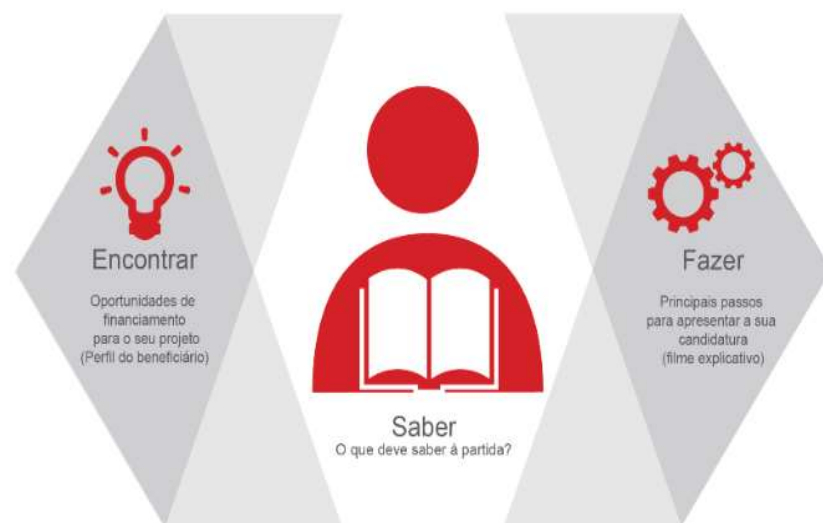 Encontrar
Oportunidades de
financiamento
para o seu projeto
(Perfil do beneficiário)
Saber
O que deve saber à partida?
Fazer
Principais passos
para apresentar a sua
candidatura
(filme explicativo)